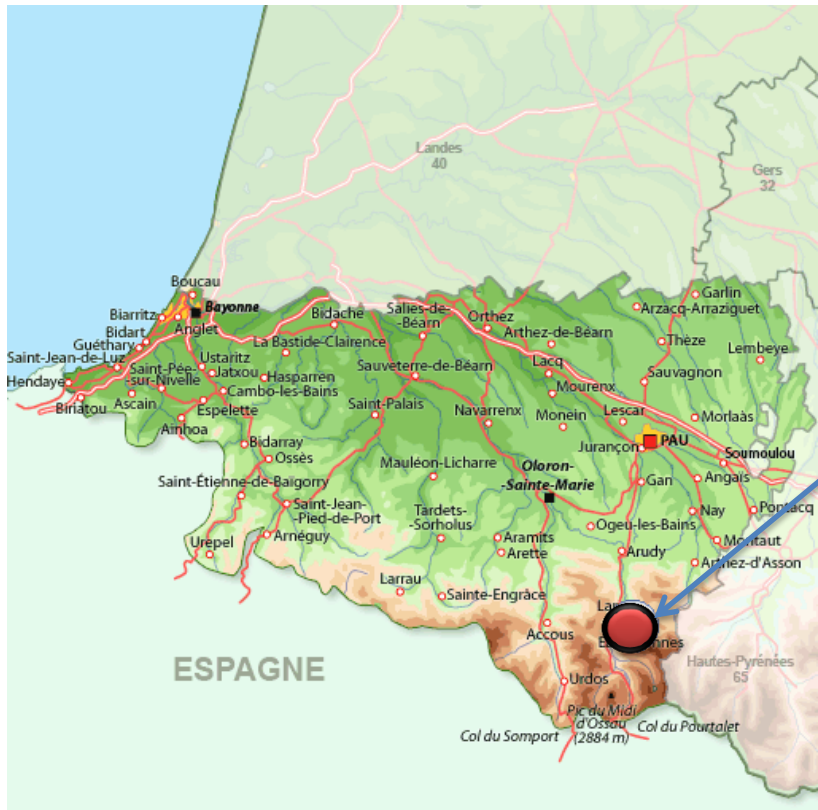 Landes
40
Gers
32
Boucau
Bayonne
Biarritz
Anglet
Bidart
Guéthary
Saint-Jean-de-Luz
Hendaye
Biriatou
Saint-Pée-
-sur-Nivelle
Ascain
Ainhoa
Ustaritz
Jatxou
Cambo-les-Bains
Espelette
Hasparren
La Bastide-Clairence
Bidache
Salies-de-
-Béarn
Orthez
Arthez-de-Béarn
Arzacq-Arraziguet
Garlin
Thèze
Lembeye
Sauveterre-de-Béarn
Lacq
Mourenx
Sauvagnon
Saint-Palais
Navarrenx
Monein
Lescar
Morlaàs
PAU
Jurançon
Soumoulou
Bidarray
Ossès
Mauléon-Licharre
Oloron-
-Sainte-Marie
Gan
Angaïs
Saint-Étienne-de-Baïgorry
Saint-Jean-
-Pied-de-Port
Arnéguy
Urepel
Tardets-
-Sorholus
Aramits
Arette
Ogeu-les-Bains
Nay
Pontacq
Montaut
Arudy
Arthez-d'Asson
Larrau
Sainte-Engrâce
Accous
Urdos
Pic du Midi
d'Ossau
(2884 m)
Col du Somport
Col du Pourtalet
Hautes-Pyrénées
65
ESPAGNE